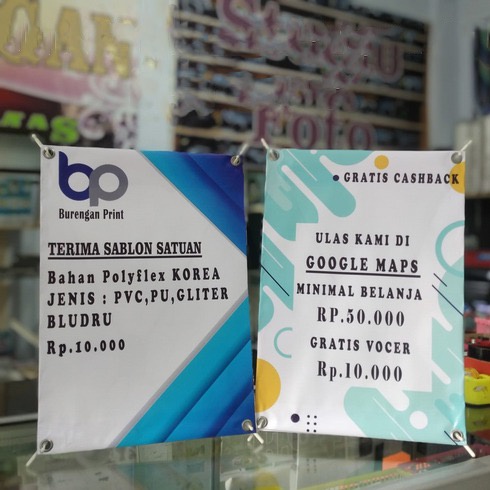 bp
Burengan Print
TERIMA SABLON SATUAN
Bahan Polyflex KOREA
JENIS : PVC,PU,GLITER
BLUDRU
Rp.10.000
GRATIS CASHBACK
ULAS KAMI DI
GOOGLE MAPS
MINIMAL BELANJA
RP.50.000
GRATIS VOCER
Rp.10.000
Foto